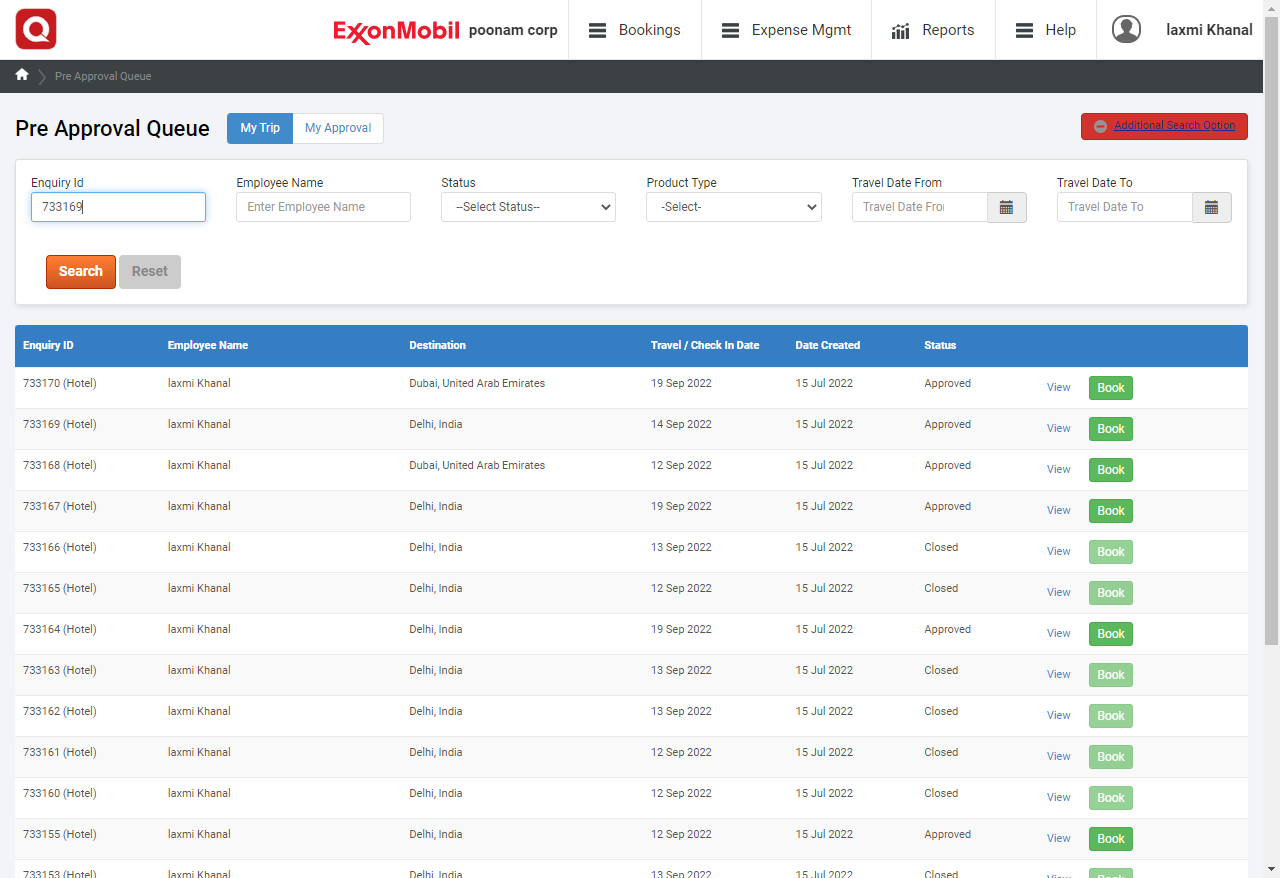 Q ExxonMobil poonam corp Bookings Expense Mgmt Reports Help laxmi Khanal
Pre Approval Queue
Pre Approval Queue My Trip My Approval Additional Search Option
Enquiry Id Employee Name Status Product Type Travel Date From Travel Date To
733169 Enter Employee Name --Select Status-- -Select- Travel Date Fro Travel Date To
Search Reset
Enquiry ID Employee Name Destination Travel / Check In Date Date Created Status
733170 (Hotel) laxmi Khanal Dubai, United Arab Emirates 19 Sep 2022 15 Jul 2022 Approved View Book
733169 (Hotel) laxmi Khanal Delhi, India 14 Sep 2022 15 Jul 2022 Approved View Book
733168 (Hotel) laxmi Khanal Dubai, United Arab Emirates 12 Sep 2022 15 Jul 2022 Approved View Book
733167 (Hotel) laxmi Khanal Delhi, India 19 Sep 2022 15 Jul 2022 Approved View Book
733166 (Hotel) laxmi Khanal Delhi, India 13 Sep 2022 15 Jul 2022 Closed View Book
733165 (Hotel) laxmi Khanal Delhi, India 12 Sep 2022 15 Jul 2022 Closed View Book
733164 (Hotel) laxmi Khanal Delhi, India 19 Sep 2022 15 Jul 2022 Approved View Book
733163 (Hotel) laxmi Khanal Delhi, India 13 Sep 2022 15 Jul 2022 Closed View Book
733162 (Hotel) laxmi Khanal Delhi, India 13 Sep 2022 15 Jul 2022 Closed View Book
733161 (Hotel) laxmi Khanal Delhi, India 12 Sep 2022 15 Jul 2022 Closed View Book
733160 (Hotel) laxmi Khanal Delhi, India 12 Sep 2022 15 Jul 2022 Closed View Book
733155 (Hotel) laxmi Khanal Delhi, India 12 Sep 2022 15 Jul 2022 Approved View Book
733153 (Hotel) laxmi Khanal Delhi, India 13 Sep 2022 15 Jul 2022 Closed View Book